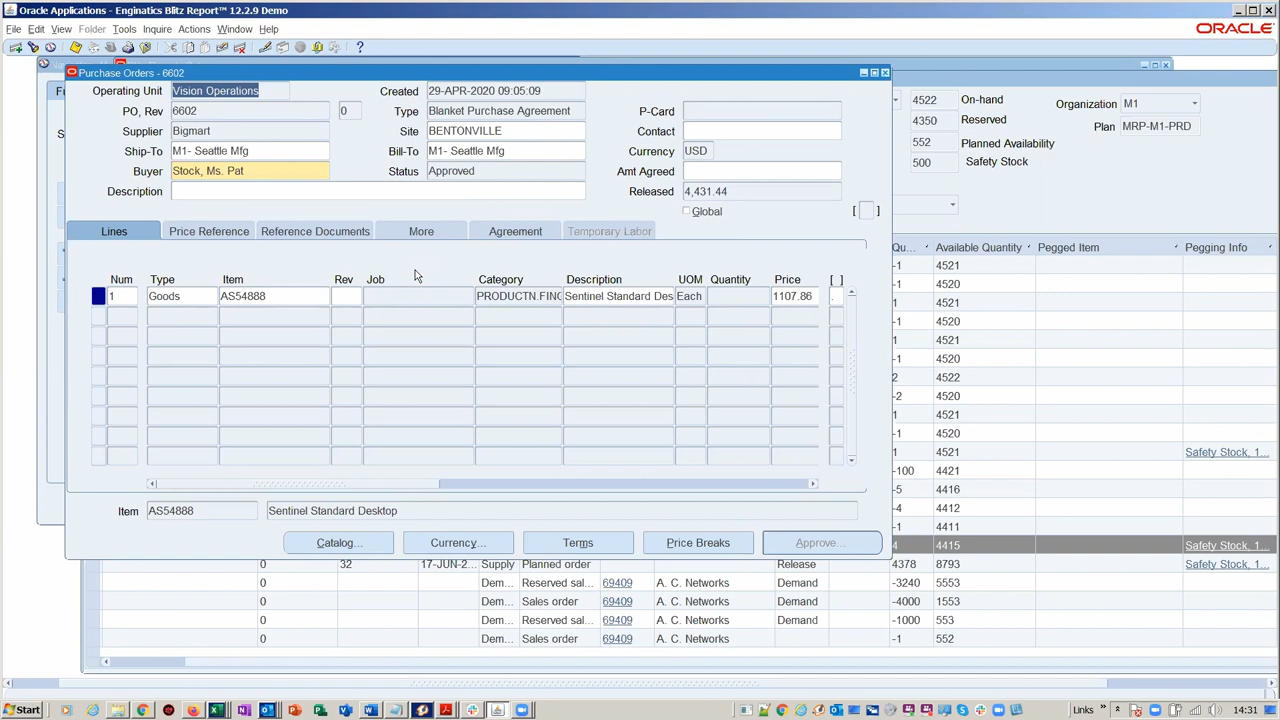 Oracle Applications - Enginatics Blitz Report™ 12.2.9 Demo
File Edit View Folder Tools Inquire Actions Window Help
ORACLE
Purchase Orders - 6602
Operating Unit Vision Operations Created 29-APR-2020 09:05:09
PO, Rev 6602 0 Type Blanket Purchase Agreement P-Card
Supplier Bigmart Site BENTONVILLE Contact
Ship-To M1- Seattle Mfg Bill-To M1- Seattle Mfg Currency USD
Buyer Stock, Ms. Pat Status Approved Amt Agreed
Description Released 4,431.44
Global [ ]
4522 On-hand Organization M1
4350 Reserved Plan MRP-M1-PRD
552 Planned Availability
500 Safety Stock
Lines Price Reference Reference Documents More Agreement Temporary Labor
Num Type Item Rev Job Category Description UOM Quantity Price [ ]
1 Goods AS54888 PRODUCTN.FINC Sentinel Standard Des Each 1107.86 .
Item AS54888 Sentinel Standard Desktop
Catalog... Currency... Terms Price Breaks Approve...
Qu... Available Quantity Pegged Item Pegging Info
-1 4521
-1 4520
-1 4521
-1 4520
-1 4521
-1 4520
2 4522
-2 4520
1 4521
-1 4520
1 4521 Safety Stock, 1...
-100 4421
-5 4416
-4 4412
-1 4411
4 4415 Safety Stock, 1...
0 32 17-JUN-2... Supply Planned order Release 4378 8793 Safety Stock, 1...
0 Dem... Reserved sal... 69409 A. C. Networks Demand -3240 5553
0 Dem... Sales order 69409 A. C. Networks Demand -4000 1553
0 Dem... Reserved sal... 69409 A. C. Networks Demand -1000 553
0 Dem... Sales order 69409 A. C. Networks -1 552
Start Links » 14:31